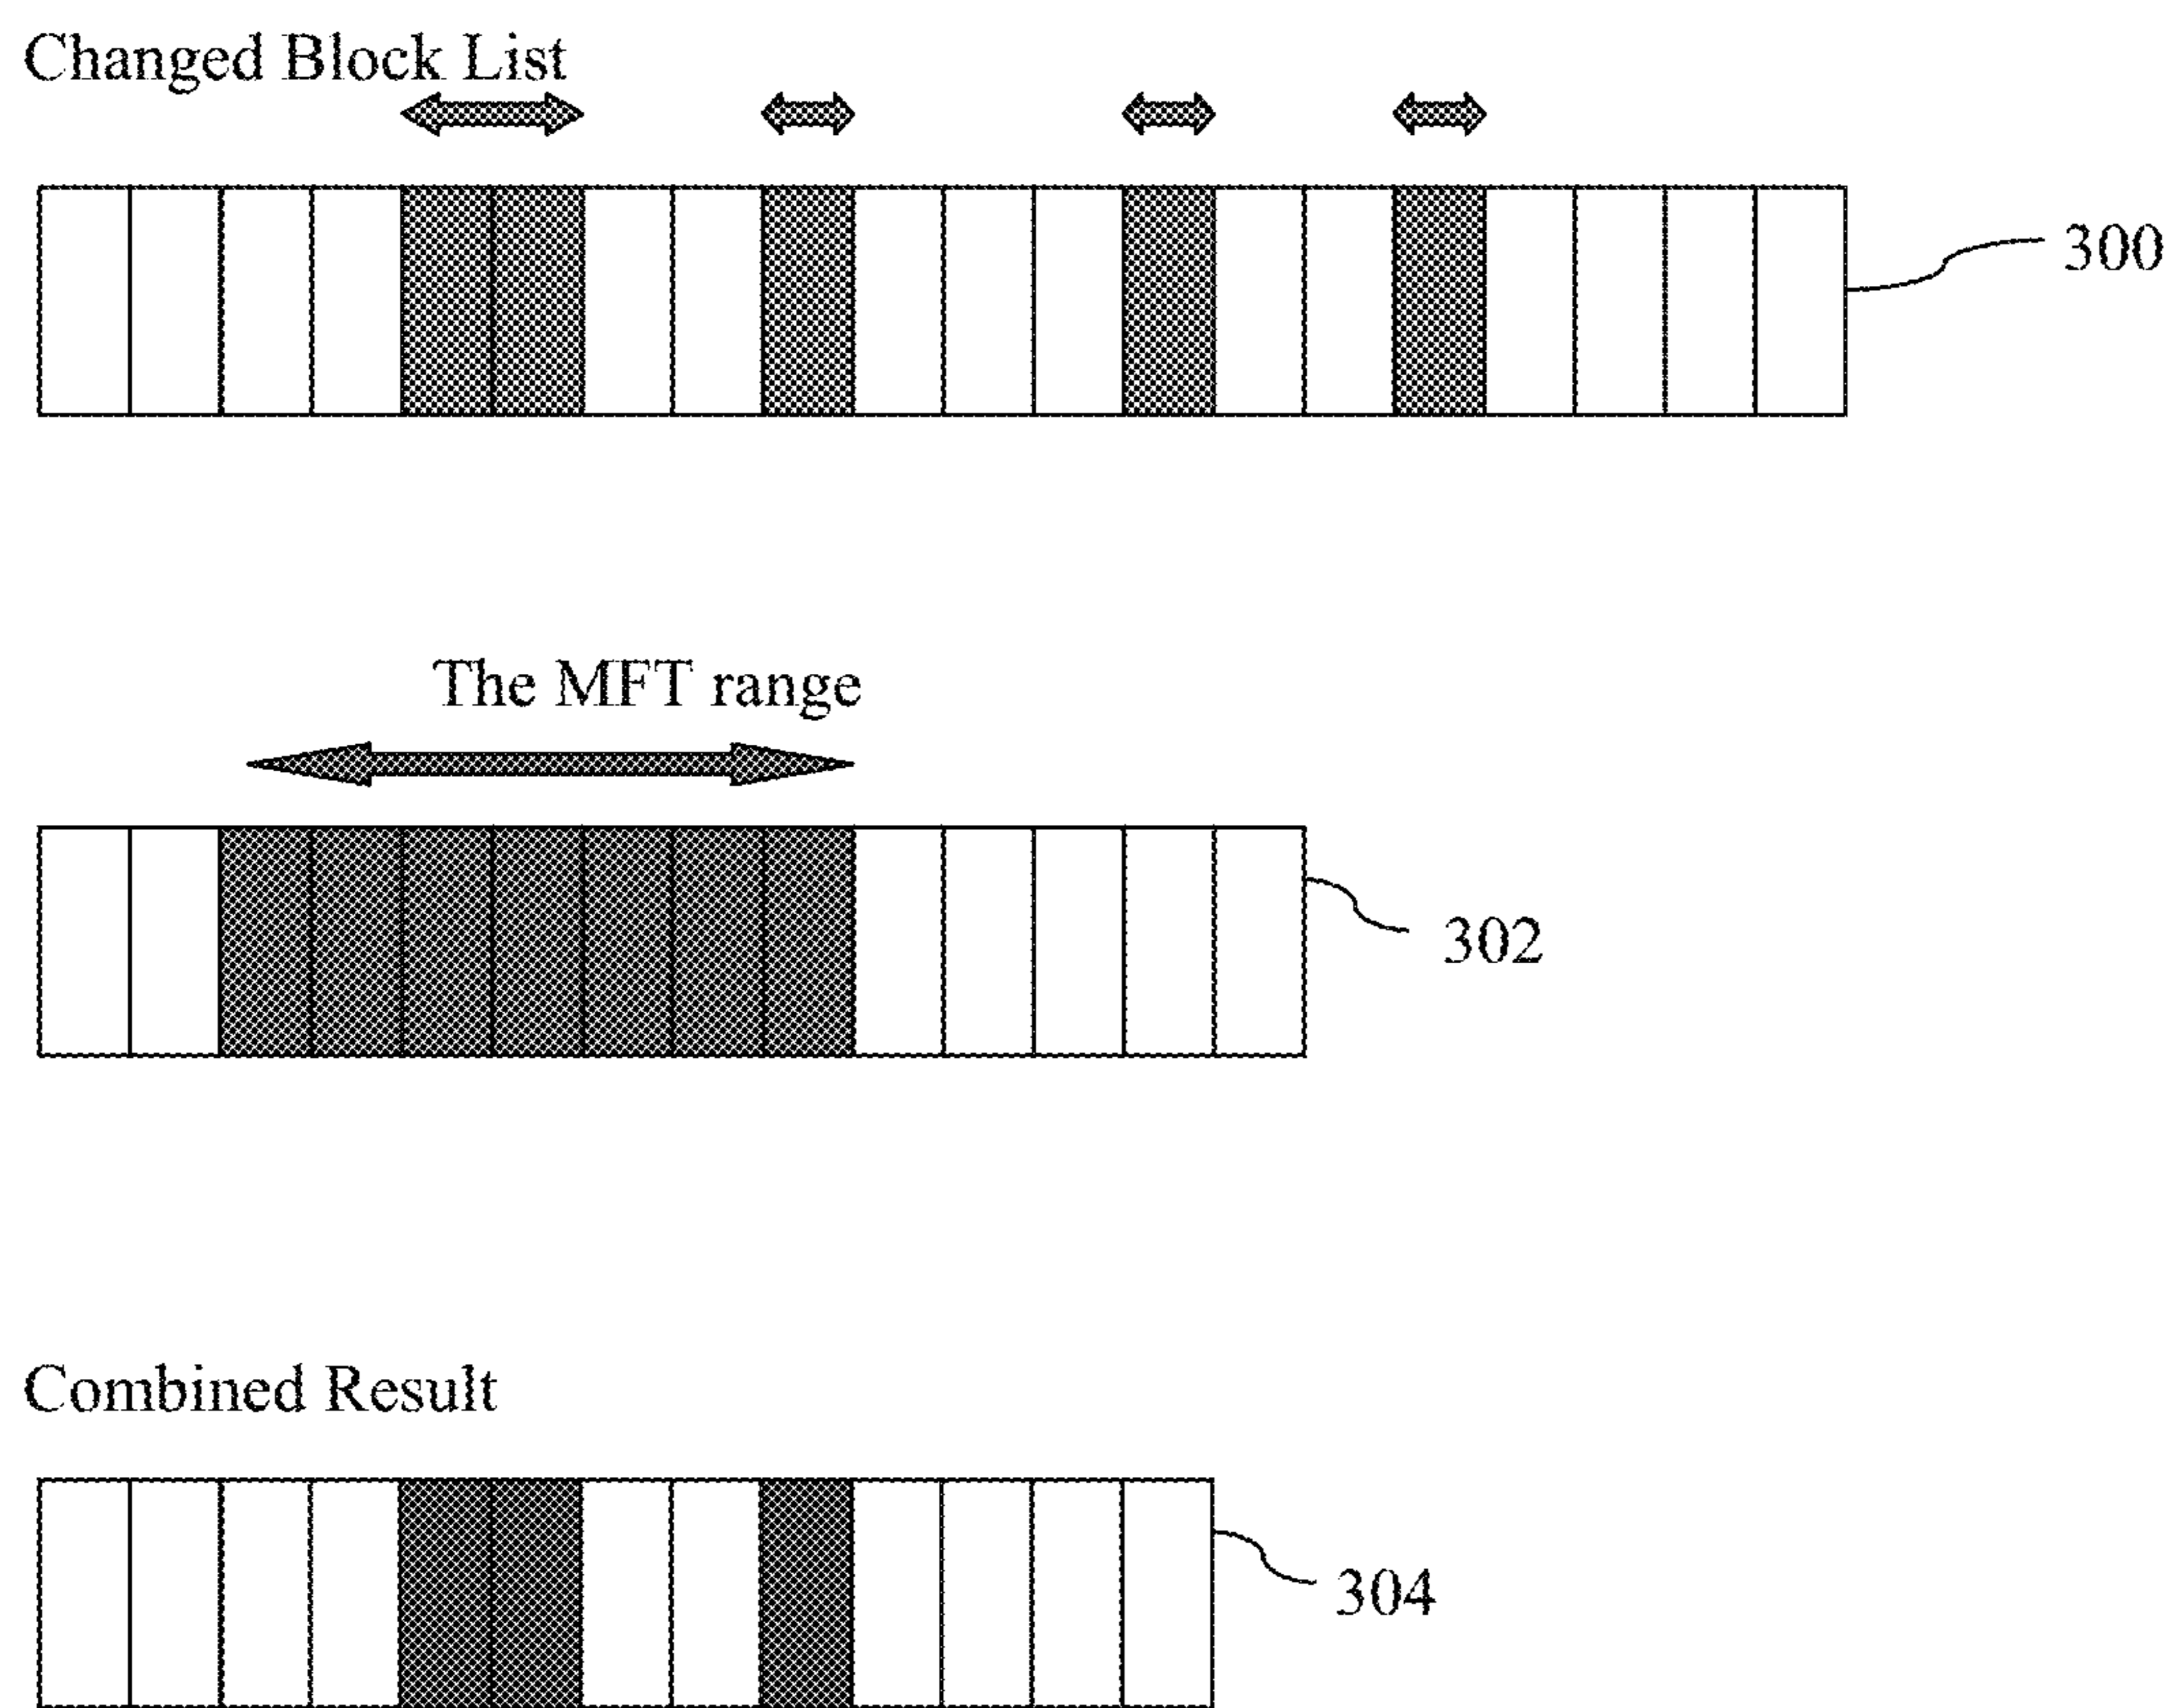 Changed Block List
300
The MFT range
302
Combined Result
304